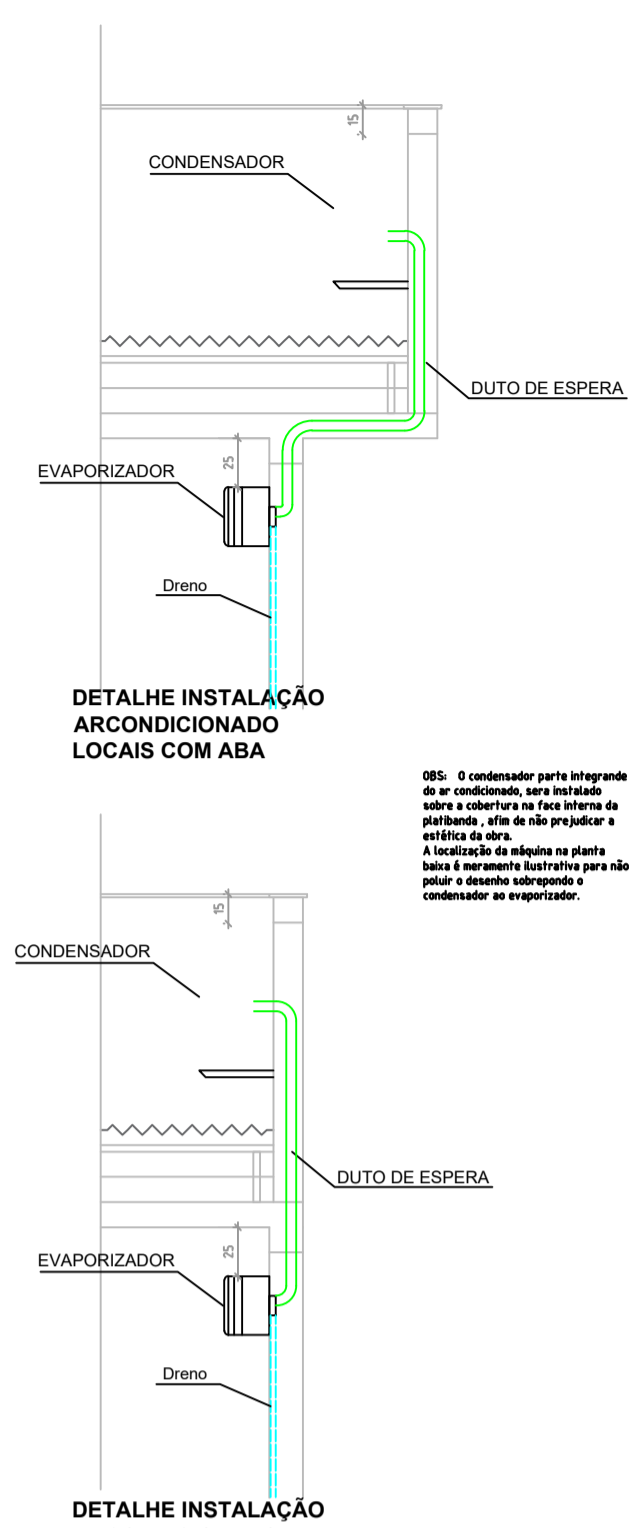 15
CONDENSADOR
DUTO DE ESPERA
25
EVAPORIZADOR
Dreno
DETALHE INSTALAÇÃO
ARCONDICIONADO
LOCAIS COM ABA
OBS: O condensador parte integrande
do ar condicionado, sera instalado
sobre a cobertura na face interna da
platibanda , afim de não prejudicar a
estética da obra.
A localização da máquina na planta
baixa é meramente ilustrativa para não
poluir o desenho sobrepondo o
condensador ao evaporizador.
15
CONDENSADOR
DUTO DE ESPERA
25
EVAPORIZADOR
Dreno
DETALHE INSTALAÇÃO